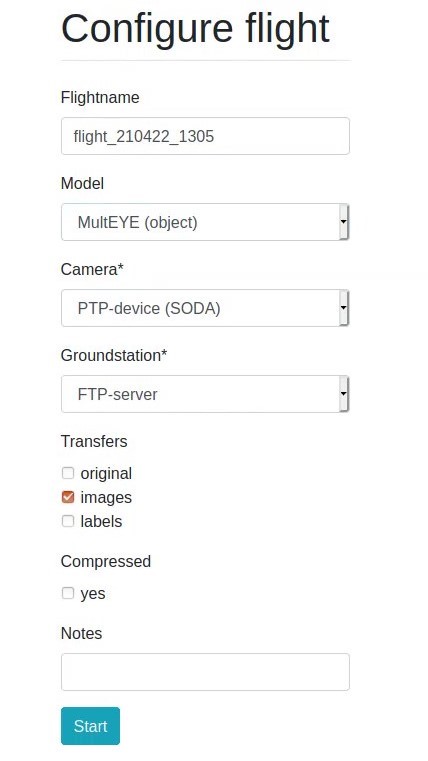 Configure flight
Flightname
flight_210422_1305
Model
MultEYE (object)
Camera*
PTP-device (SODA)
Groundstation*
FTP-server
Transfers
original
images
labels
Compressed
yes
Notes
Start